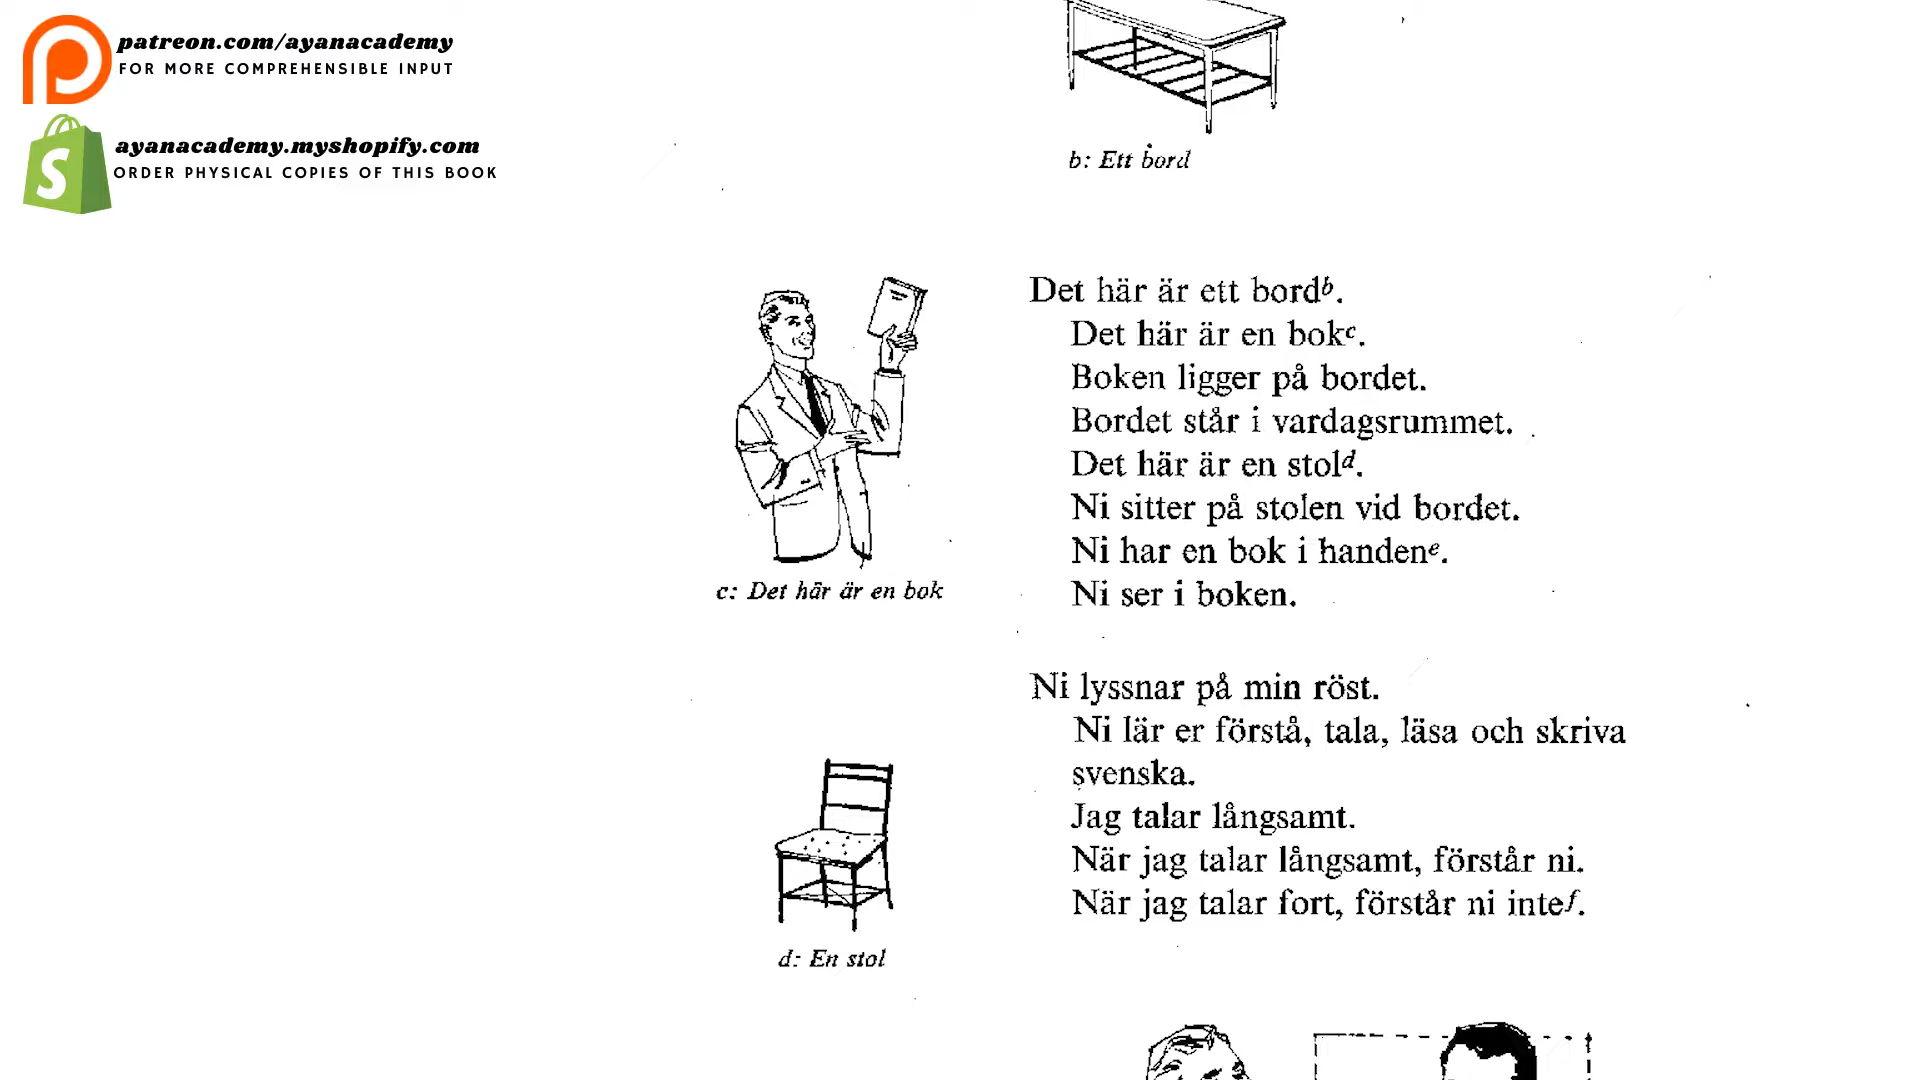 patreon.com/ayanacademy
FOR MORE COMPREHENSIBLE INPUT
ayanacademy.myshopify.com
ORDER PHYSICAL COPIES OF THIS BOOK
b: Ett bord
Det här är ett bordᵇ.
Det här är en bokᶜ.
Boken ligger på bordet.
Bordet står i vardagsrummet.
Det här är en stolᵈ.
Ni sitter på stolen vid bordet.
Ni har en bok i handenᵉ.
Ni ser i boken.
c: Det här är en bok
Ni lyssnar på min röst.
Ni lär er förstå, tala, läsa och skriva
svenska.
Jag talar långsamt.
När jag talar långsamt, förstår ni.
När jag talar fort, förstår ni inteᶠ.
d: En stol